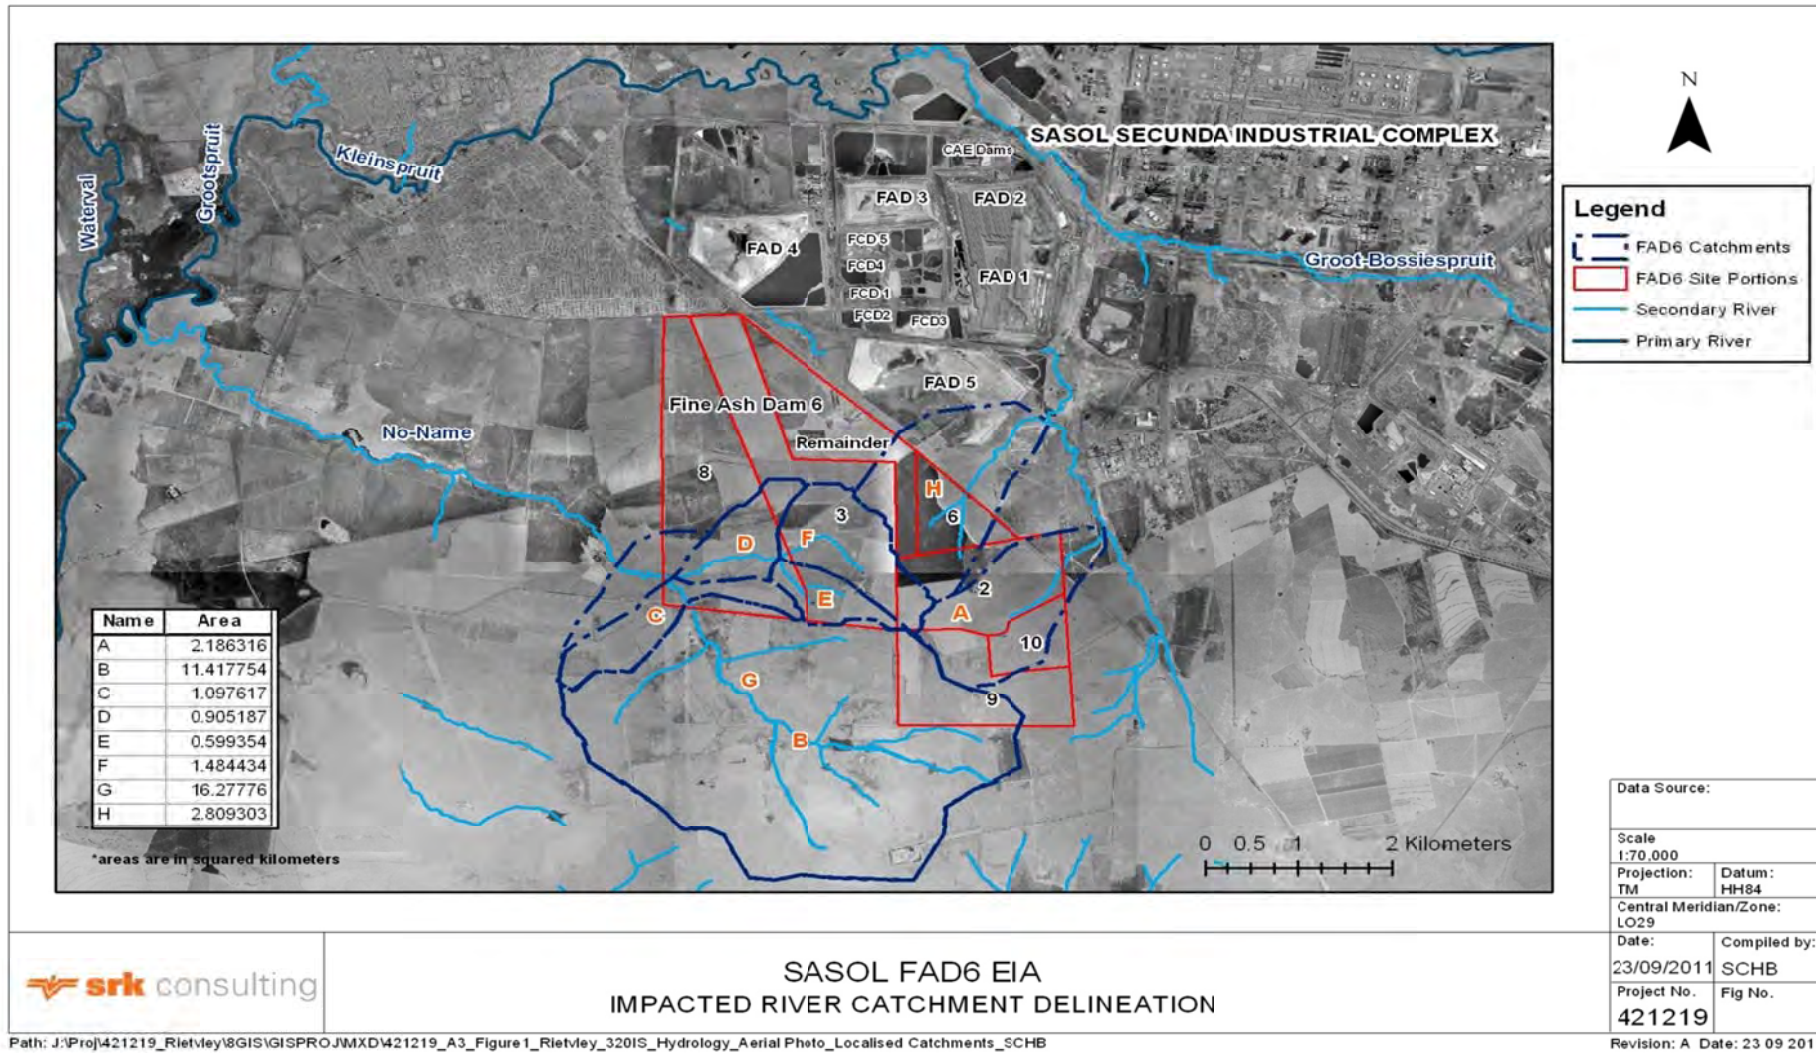 SASOL SECUNDA INDUSTRIAL COMPLEX
CAE Dams
Kleinspruit
Grootspruit
Waterval
FAD 3
FAD 2
FAD 4
FCD5
FCD4
FCD1
FCD2
FCD3
FAD 1
Groot-Bossiespruit
FAD 5
Fine Ash Dam 6
No-Name
Remainder
8
H
3
6
D
F
2
E
C
A
10
G
9
B
Name Area
A 2.186316
B 11.417754
C 1.097617
D 0.905187
E 0.599354
F 1.484434
G 16.27776
H 2.809303
*areas are in squared kilometers
0 0.5 1 2 Kilometers
N
Legend
FAD6 Catchments
FAD6 Site Portions
Secondary River
Primary River
Data Source:
Scale
1:70.000
Projection: Datum:
TM HH84
Central Meridian/Zone:
LO29
Date: Compiled by:
23/09/2011 SCHB
Project No. Fig No.
421219
srk consulting
SASOL FAD6 EIA
IMPACTED RIVER CATCHMENT DELINEATION
Path: J:\Proj\421219_Rietvley\8GIS\GISPROJ\MXD\421219_A3_Figure1_Rietvley_320IS_Hydrology_Aerial Photo_Localised Catchments_SCHB
Revision: A Date: 23 09 201